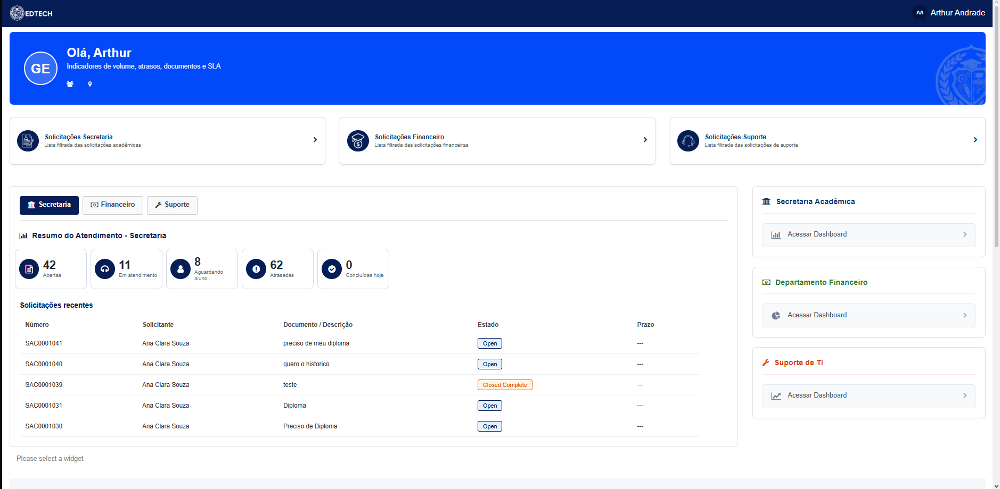 EDTECH
AA Arthur Andrade
GE
Olá, Arthur
Indicadores de volume, atrasos, documentos e SLA
Solicitações Secretaria
Lista filtrada das solicitações acadêmicas
Solicitações Financeiro
Lista filtrada das solicitações financeiras
Solicitações Suporte
Lista filtrada das solicitações de suporte
Secretaria Financeiro Suporte
Resumo do Atendimento - Secretaria
42
Abertas
11
Em atendimento
8
Aguardando
aluno
62
Atrasadas
0
Concluídas hoje
Solicitações recentes
Número Solicitante Documento / Descrição Estado Prazo
SAC0001041 Ana Clara Souza preciso de meu diploma Open ---
SAC0001040 Ana Clara Souza quero o historico Open ---
SAC0001039 Ana Clara Souza teste Closed Complete ---
SAC0001031 Ana Clara Souza Diploma Open ---
SAC0001030 Ana Clara Souza Preciso de Diploma Open ---
Please select a widget
Secretaria Acadêmica
Acessar Dashboard
Departamento Financeiro
Acessar Dashboard
Suporte de TI
Acessar Dashboard